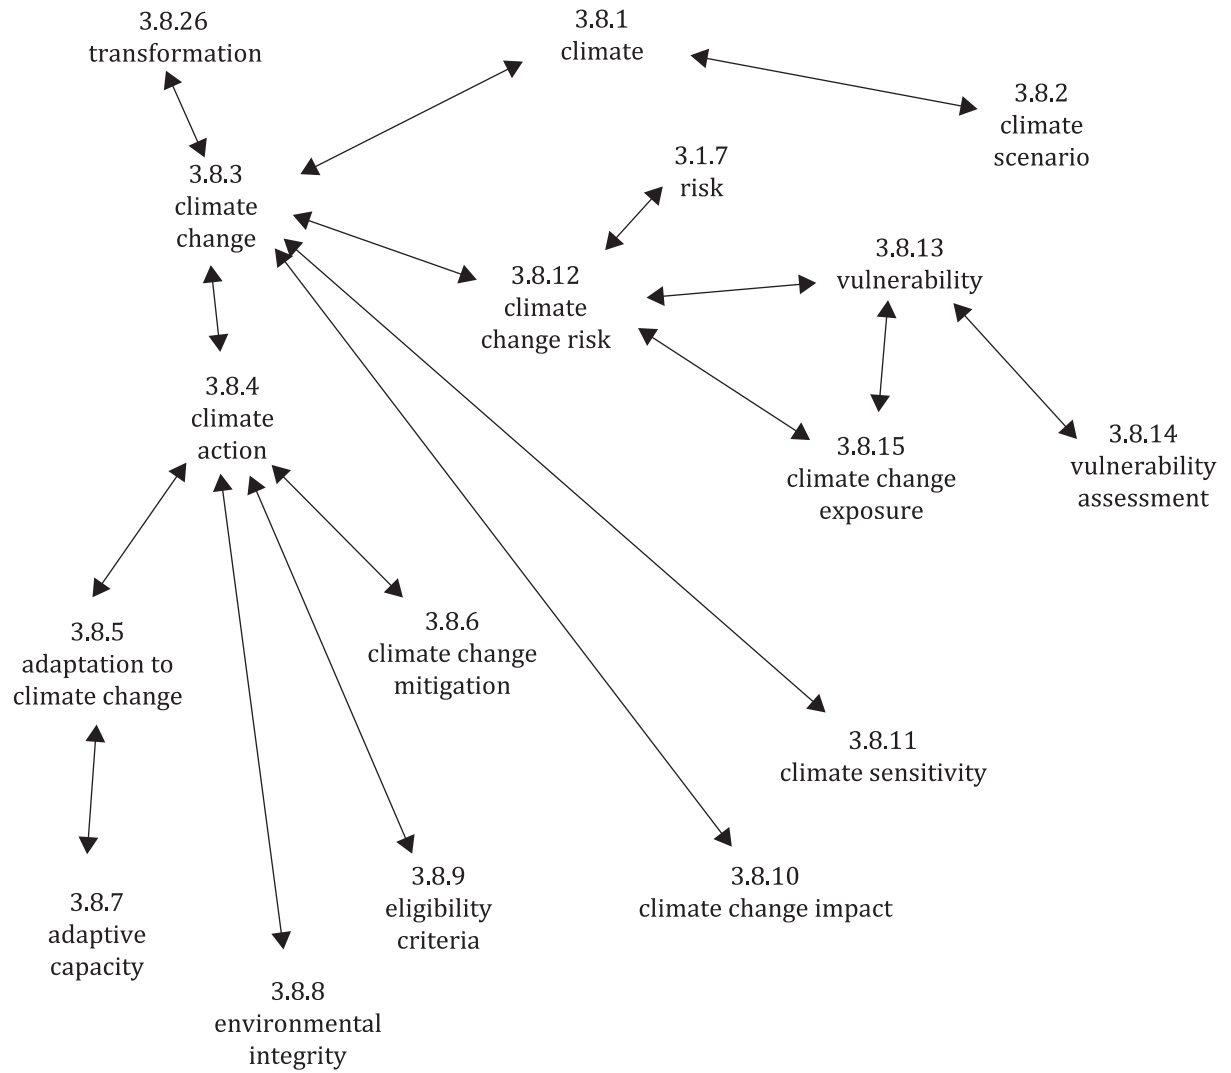 3.8.26
transformation
3.8.1
climate
3.8.2
climate
scenario
3.1.7
risk
3.8.3
climate
change
3.8.13
vulnerability
3.8.12
climate
change risk
3.8.4
climate
action
3.8.15
climate change
exposure
3.8.14
vulnerability
assessment
3.8.5
adaptation to
climate change
3.8.6
climate change
mitigation
3.8.11
climate sensitivity
3.8.7
adaptive
capacity
3.8.9
eligibility
criteria
3.8.10
climate change impact
3.8.8
environmental
integrity